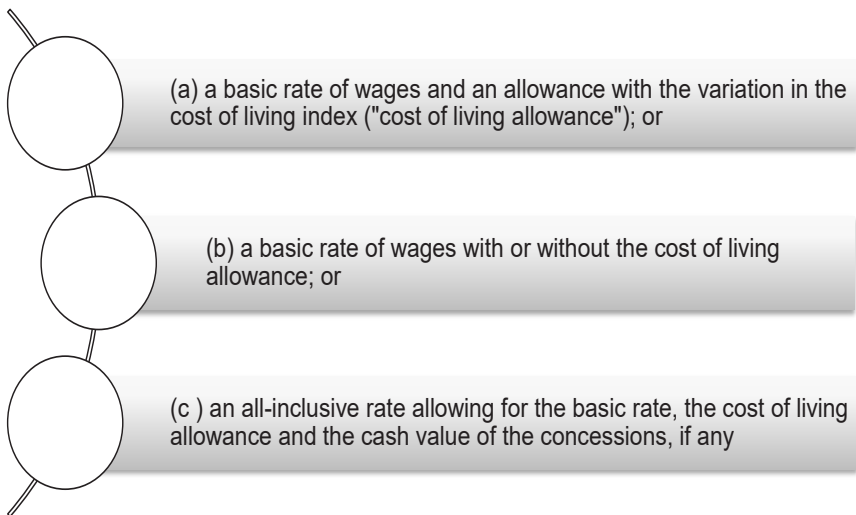 (a) a basic rate of wages and an allowance with the variation in the
cost of living index ("cost of living allowance"); or
(b) a basic rate of wages with or without the cost of living
allowance; or
(c ) an all-inclusive rate allowing for the basic rate, the cost of living
allowance and the cash value of the concessions, if any